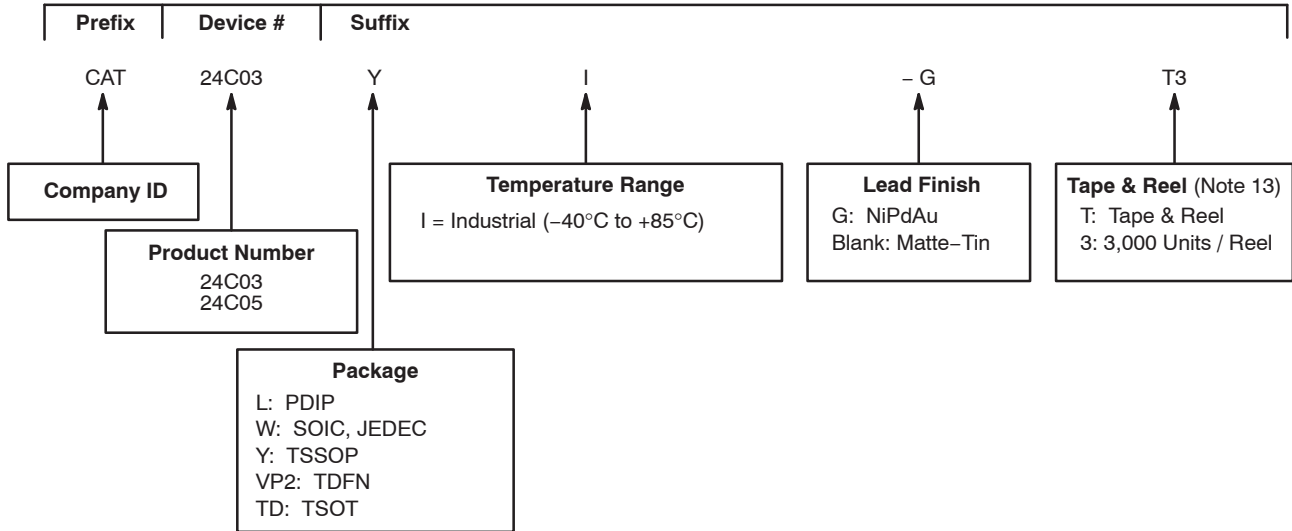 Prefix Device # Suffix
CAT 24C03 Y I – G T3
Company ID
Temperature Range
I = Industrial (−40°C to +85°C)
Lead Finish
G: NiPdAu
Blank: Matte−Tin
Tape & Reel (Note 13)
T: Tape & Reel
3: 3,000 Units / Reel
Product Number
24C03
24C05
Package
L: PDIP
W: SOIC, JEDEC
Y: TSSOP
VP2: TDFN
TD: TSOT